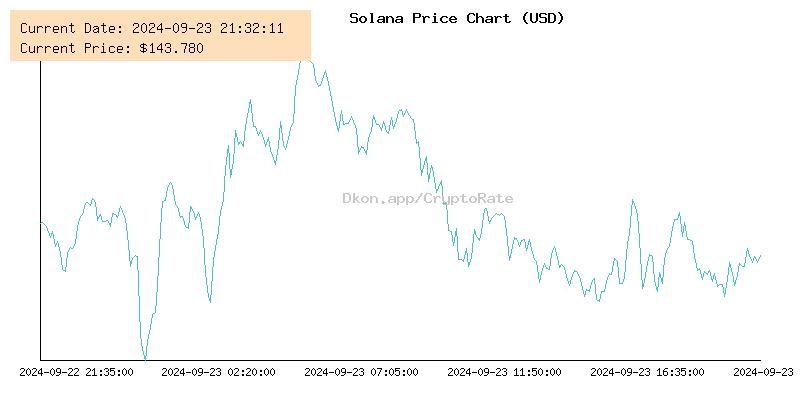 Solana Price Chart (USD)
Current Date: 2024-09-23 21:32:11
Current Price: $143.780
Dkon.app/CryptoRate
2024-09-22 21:35:00 2024-09-23 02:20:00 2024-09-23 07:05:00 2024-09-23 11:50:00 2024-09-23 16:35:00 2024-09-23